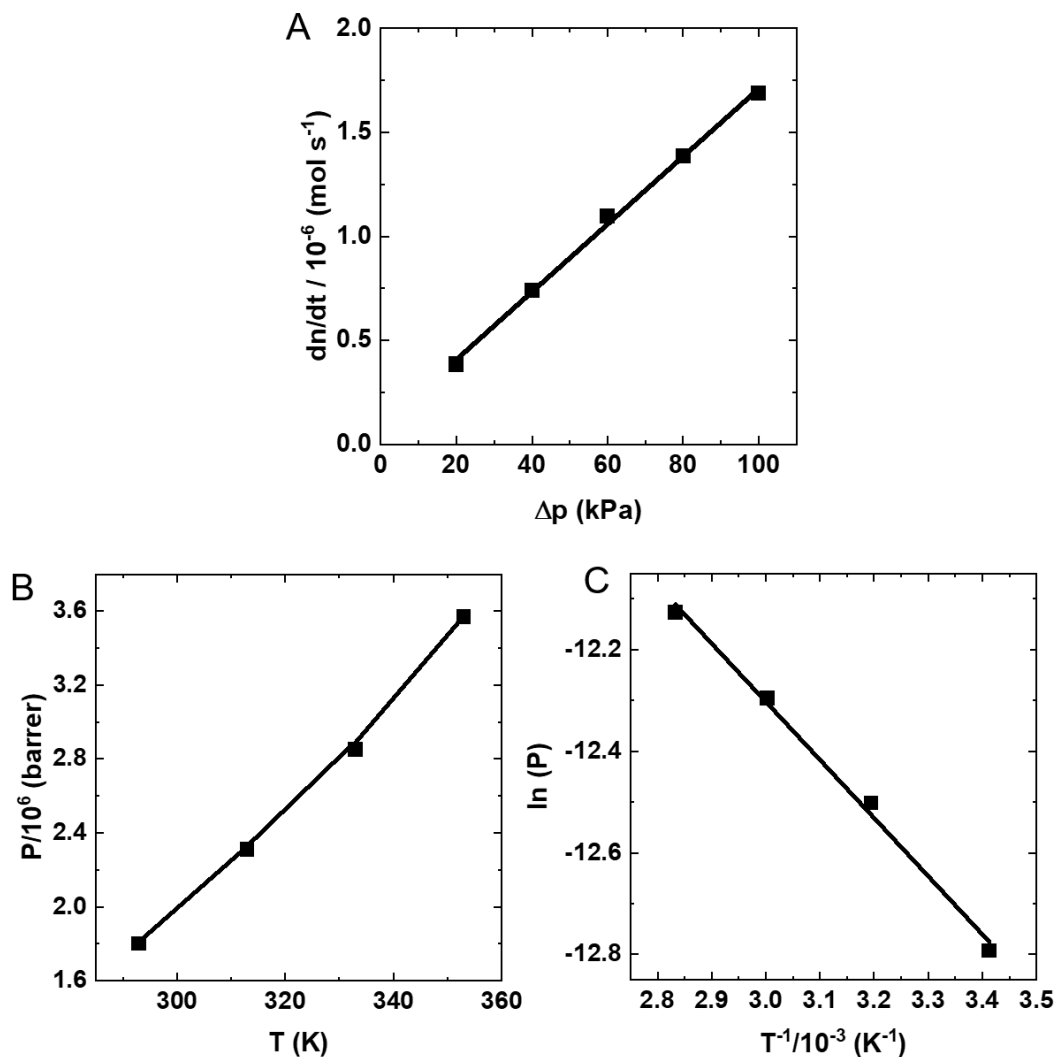 A
2.0
1.5
1.0
0.5
0.0
dn/dt / 10⁻⁶ (mol s⁻¹)
0 20 40 60 80 100
Δp (kPa)
B
3.6
3.2
2.8
2.4
2.0
1.6
P/10⁶ (barrer)
300 320 340 360
T (K)
C
-12.2
-12.4
-12.6
-12.8
ln (P)
2.8 2.9 3.0 3.1 3.2 3.3 3.4 3.5
T⁻¹/10⁻³ (K⁻¹)